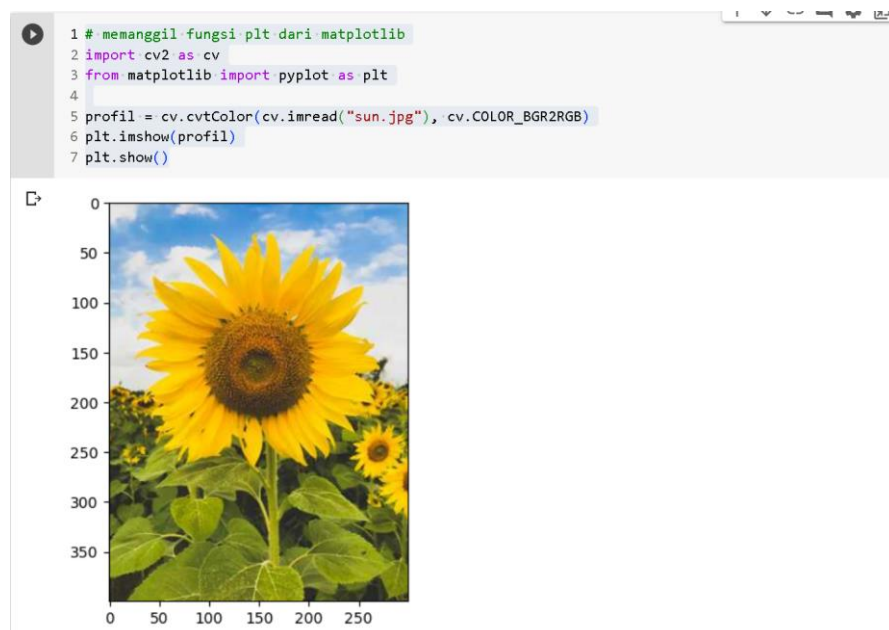 1 # memanggil fungsi plt dari matplotlib
2 import cv2 as cv
3 from matplotlib import pyplot as plt
4
5 profil = cv.cvtColor(cv.imread("sun.jpg"), cv.COLOR_BGR2RGB)
6 plt.imshow(profil)
7 plt.show()
0
50
100
150
200
250
300
350
0 50 100 150 200 250